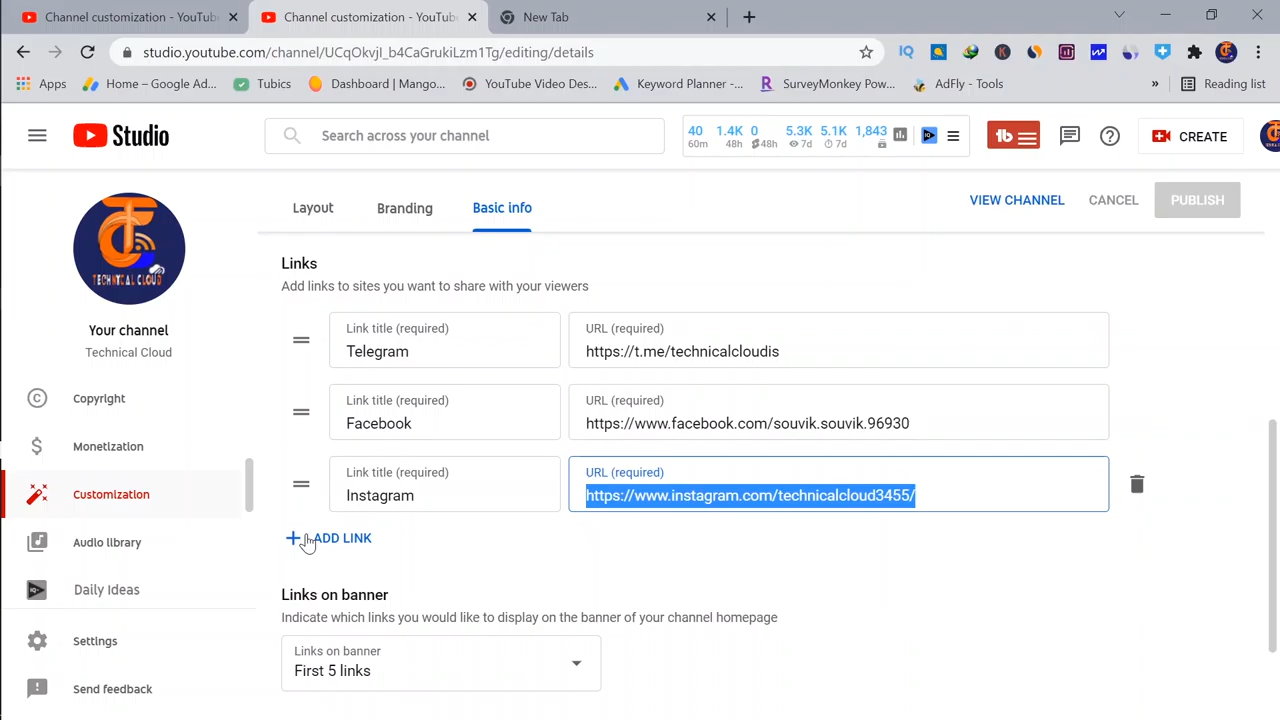 Channel customization - YouTub
Channel customization - YouTub
New Tab
studio.youtube.com/channel/UCqOkvjI_b4CaGrukiLzm1Tg/editing/details
Apps
Home – Google Ad...
Tubics
Dashboard | Mango...
YouTube Video Des...
Keyword Planner -...
SurveyMonkey Pow...
AdFly - Tools
»
Reading list
Studio
Search across your channel
40 1.4K 0 5.3K 5.1K 1,843
60m 48h 48h 7d 7d
CREATE
Layout
Branding
Basic info
VIEW CHANNEL
CANCEL
PUBLISH
TECHNYCAL CLOUD
Your channel
Technical Cloud
Copyright
Monetization
Customization
Audio library
Daily Ideas
Settings
Send feedback
Links
Add links to sites you want to share with your viewers
Link title (required)
Telegram
URL (required)
https://t.me/technicalcloudis
Link title (required)
Facebook
URL (required)
https://www.facebook.com/souvik.souvik.96930
Link title (required)
Instagram
URL (required)
https://www.instagram.com/technicalcloud3455/
ADD LINK
Links on banner
Indicate which links you would like to display on the banner of your channel homepage
Links on banner
First 5 links